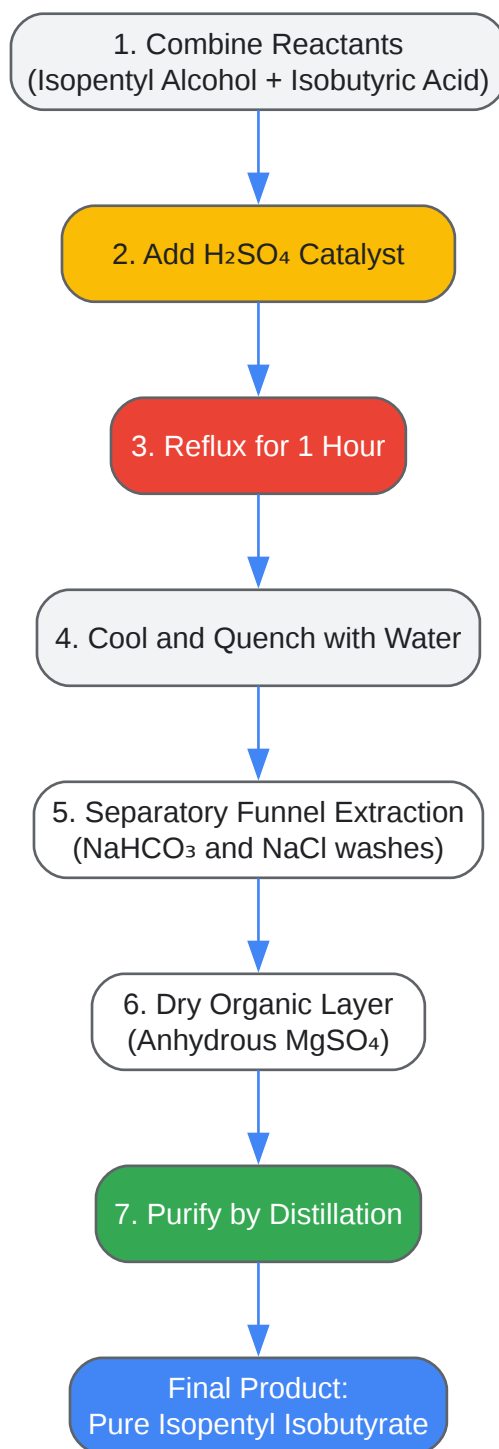 1. Combine Reactants
(Isopentyl Alcohol + Isobutyric Acid)
2. Add H₂SO₄ Catalyst
3. Reflux for 1 Hour
4. Cool and Quench with Water
5. Separatory Funnel Extraction
(NaHCO₃ and NaCl washes)
6. Dry Organic Layer
(Anhydrous MgSO₄)
7. Purify by Distillation
Final Product:
Pure Isopentyl Isobutyrate